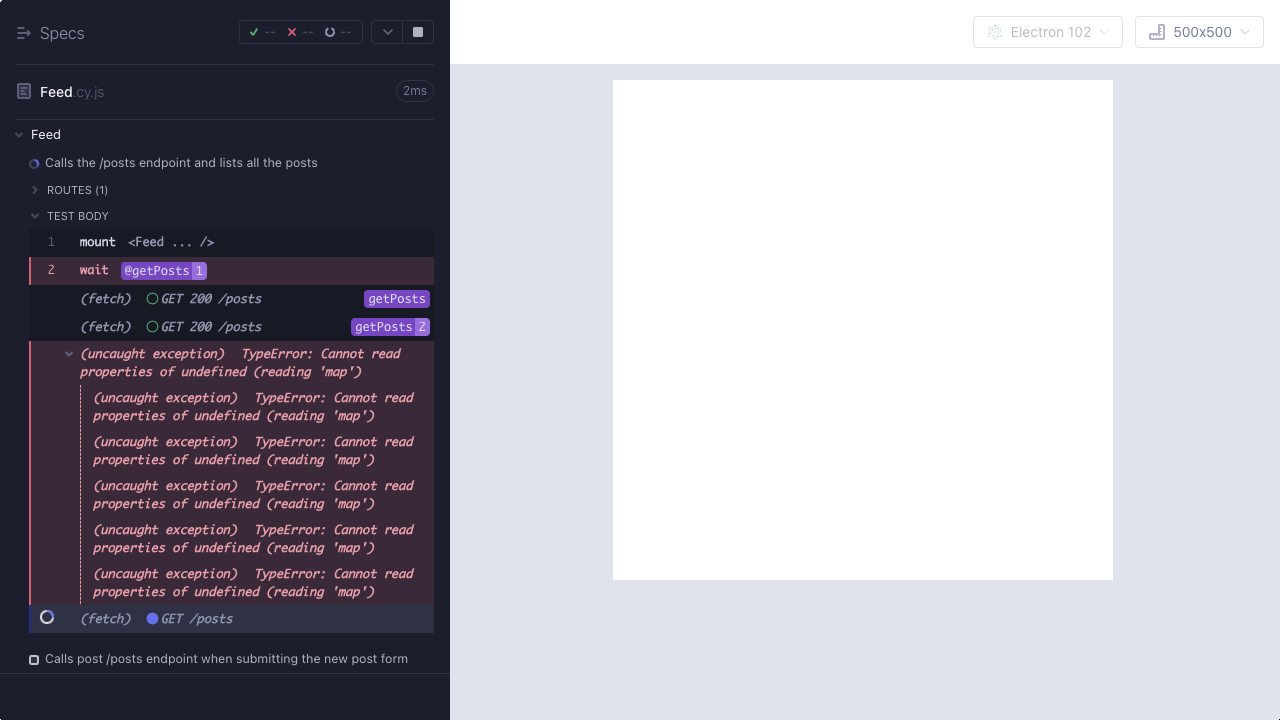 Specs
-- -- --
Electron 102
500x500
Feed.cy.js
2ms
Feed
Calls the /posts endpoint and lists all the posts
ROUTES (1)
TEST BODY
1 mount <Feed ... />
2 wait @getPosts 1
(fetch) GET 200 /posts getPosts
(fetch) GET 200 /posts getPosts 2
(uncaught exception) TypeError: Cannot read
properties of undefined (reading 'map')
(uncaught exception) TypeError: Cannot read
properties of undefined (reading 'map')
(uncaught exception) TypeError: Cannot read
properties of undefined (reading 'map')
(uncaught exception) TypeError: Cannot read
properties of undefined (reading 'map')
(uncaught exception) TypeError: Cannot read
properties of undefined (reading 'map')
(uncaught exception) TypeError: Cannot read
properties of undefined (reading 'map')
(fetch) GET /posts
Calls post /posts endpoint when submitting the new post form